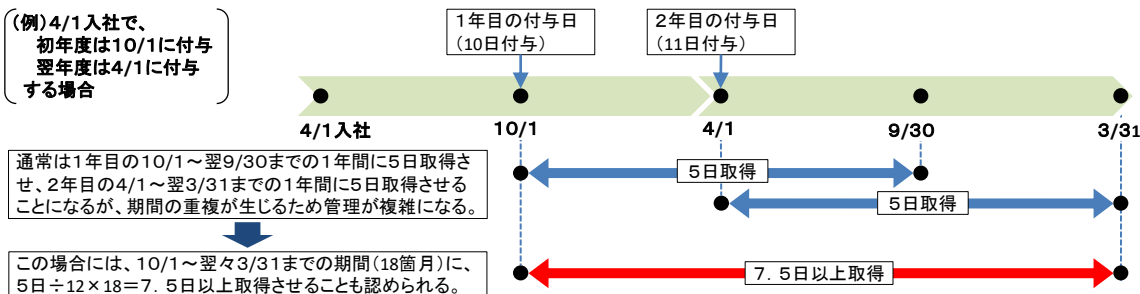 (例)4/1入社で、
初年度は10/1に付与
翌年度は4/1に付与
する場合
1年目の付与日
(10日付与)
2年目の付与日
(11日付与)
4/1入社
10/1
4/1
9/30
3/31
通常は1年目の10/1~翌9/30までの1年間に5日取得さ
せ、2年目の4/1~翌3/31までの1年間に5日取得させる
ことになるが、期間の重複が生じるため管理が複雑になる。
5日取得
5日取得
この場合には、10/1~翌々3/31までの期間(18箇月)に、
5日÷12×18=7.5日以上取得させることも認められる。
7.5日以上取得